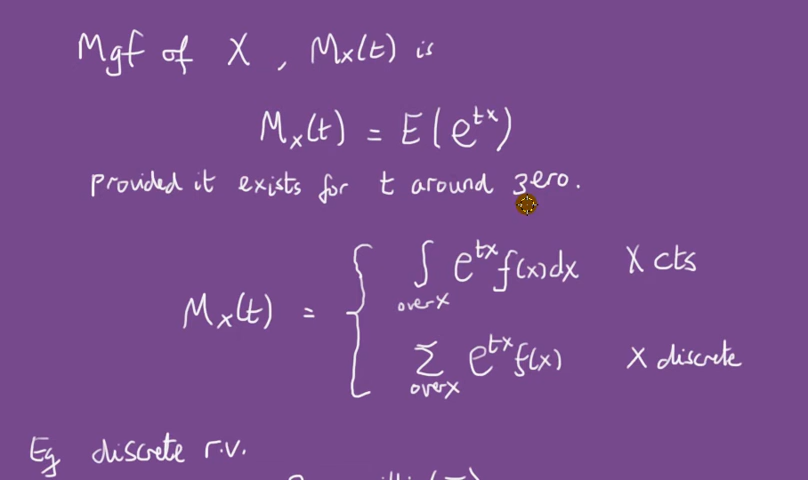 Mgf of X , Mx(t) is
Mx(t) = E(e^tx)
Provided it exists for t around zero.
Mx(t) = { ∫ over X e^tx f(x)dx X cts
∑ over X e^tx f(x) X discrete
Eg discrete r.v.